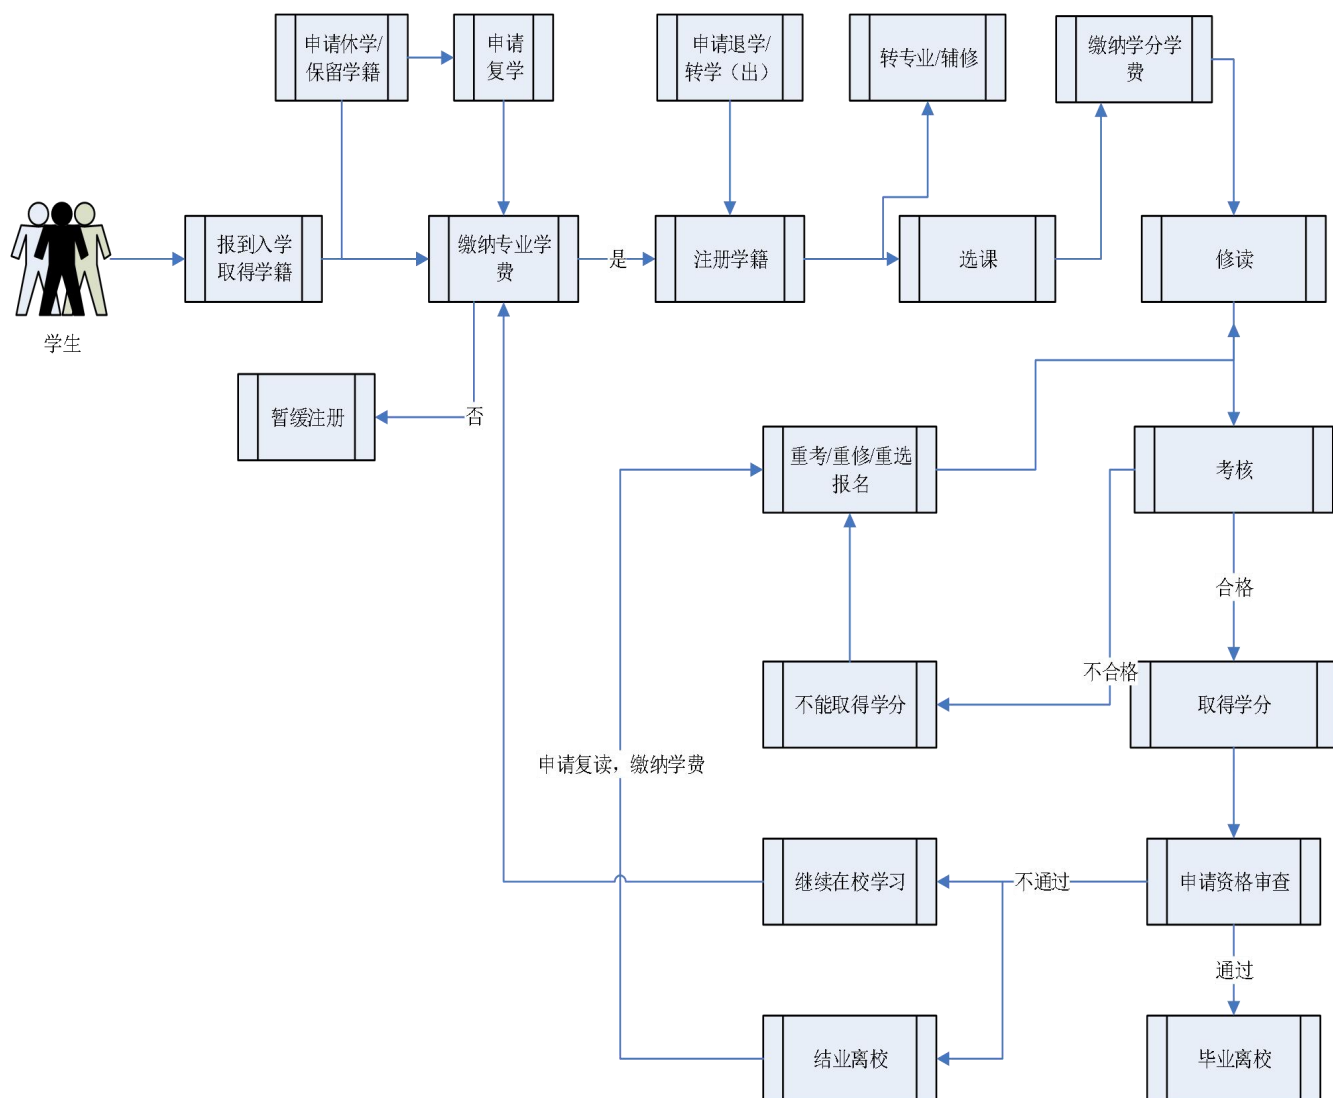 申请休学/
保留学籍
申请
复学
申请退学/
转学（出）
转专业/辅修
缴纳学分学
费
学生
报到入学
取得学籍
缴纳专业学
费
是
注册学籍
选课
修读
暂缓注册
否
重考/重修/重选
报名
考核
合格
不合格
不能取得学分
取得学分
申请复读，缴纳学费
继续在校学习
不通过
申请资格审查
通过
结业离校
毕业离校